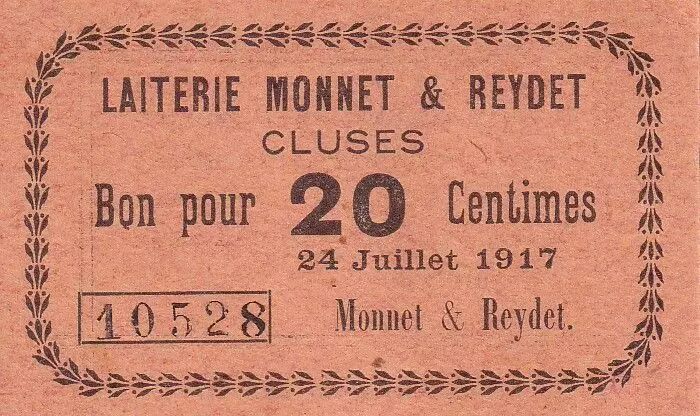 LAITERIE MONNET & REYDET
CLUSES
Bon pour 20 Centimes
24 Juillet 1917
10528
Monnet & Reydet.